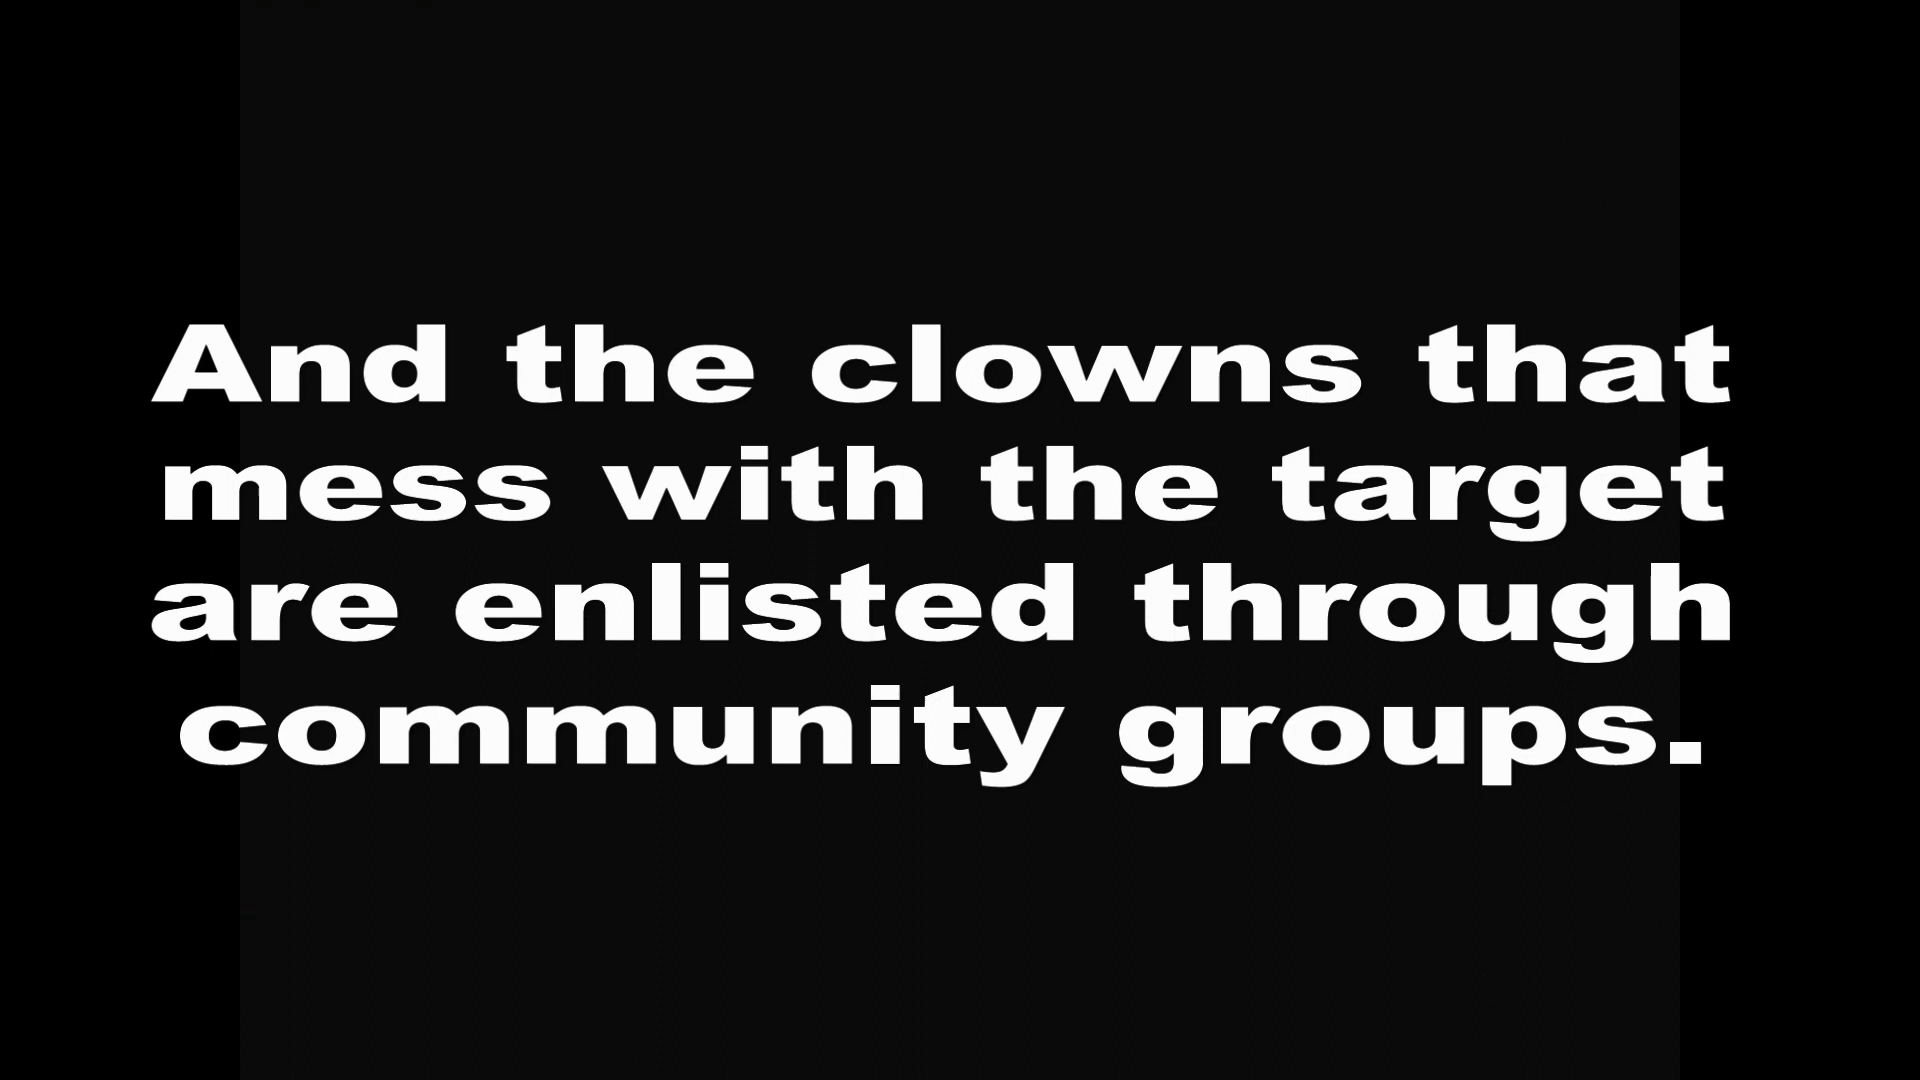 And the clowns that
mess with the target
are enlisted through
community groups.